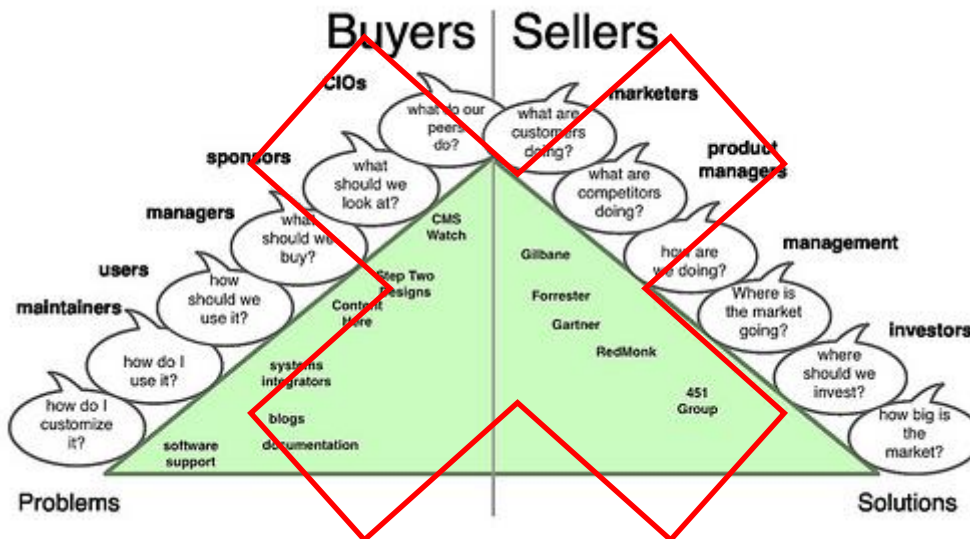 Buyers
Sellers
CIOs
marketers
what do our
peers
do?
what are
customers
doing?
sponsors
product
managers
what
should we
look at?
what are
competitors
doing?
managers
CMS
Watch
what
should we
buy?
Gilbane
how are
we doing?
management
users
Step Two
Designs
how
should we
use it?
Forrester
Where is
the market
going?
maintainers
Content
Here
Gartner
investors
RedMonk
how do I
use it?
systems
integrators
where
should we
invest?
451
Group
how do I
customize
it?
blogs
how big is
the
market?
software
support
documentation
Problems
Solutions